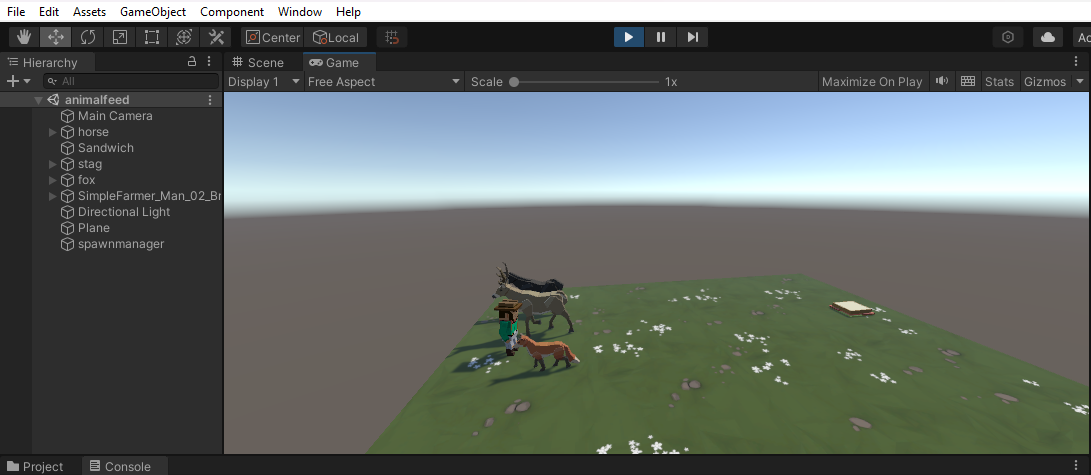 File Edit Assets GameObject Component Window Help
Center Local
Hierarchy
All
animalfeed
Main Camera
horse
Sandwich
stag
fox
SimpleFarmer_Man_02_Br
Directional Light
Plane
spawnmanager
Scene Game
Display 1 Free Aspect Scale 1x Maximize On Play Stats Gizmos
Ac
Project Console